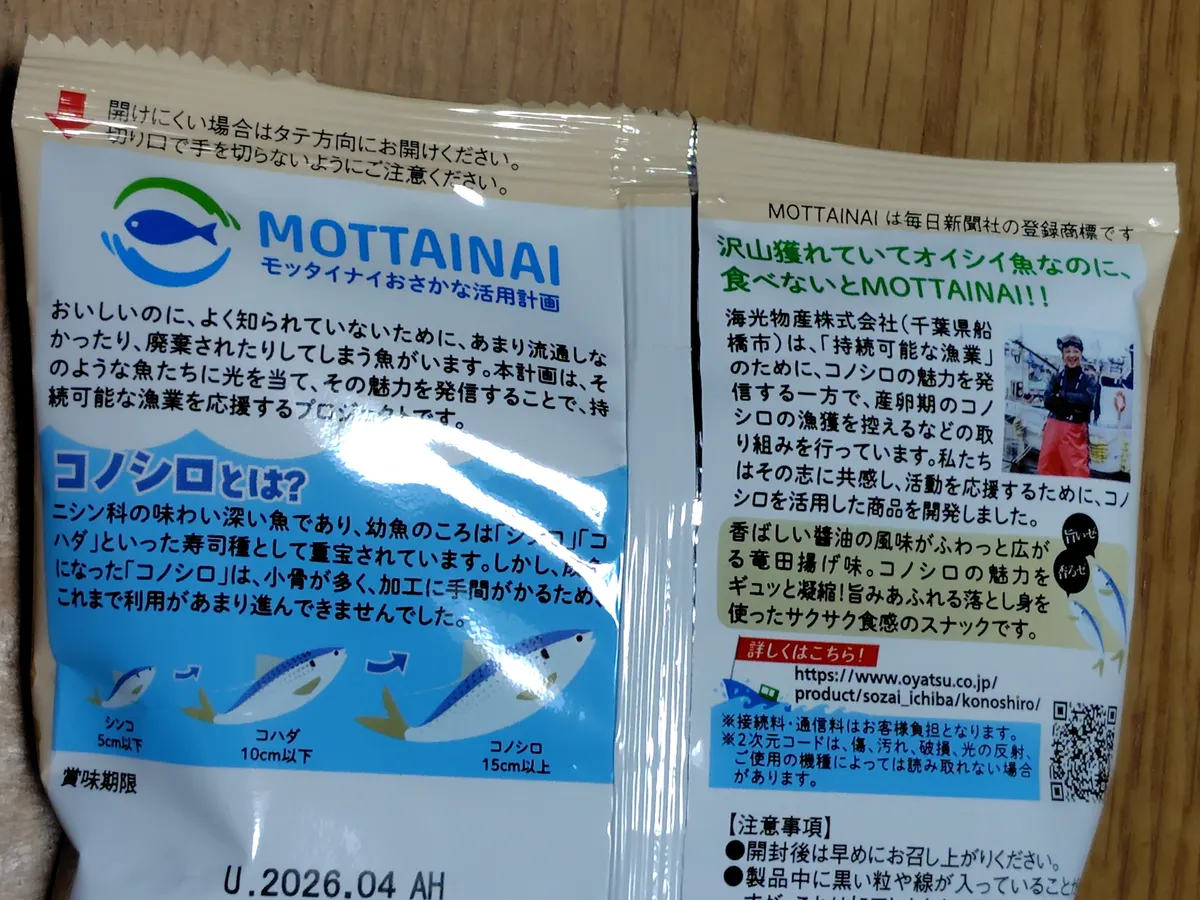 開けにくい場合はタテ方向にお開けください。
切り口で手を切らないようにご注意ください。
MOTTAINAI
モッタイナイおさかな活用計画
おいしいのに、よく知られていないために、あまり流通しな
かったり、廃棄されたりしてしまう魚がいます。本計画は、そ
のような魚たちに光を当て、その魅力を発信することで、持
続可能な漁業を応援するプロジェクトです。
コノシロとは?
ニシン科の味わい深い魚であり、幼魚のころは「シンコ」「コ
ハダ」といった寿司種として重宝されています。しかし、
になった「コノシロ」は、小骨が多く、加工に手間がかるため、
これまで利用があまり進んできませんでした。
シンコ
5cm以下
コハダ
10cm以下
コノシロ
15cm以上
賞味期限
U.2026.04 AH
MOTTAINAI は毎日新聞社の登録商標です
沢山獲れていてオイシイ魚なのに、
食べないとMOTTAINAI!!
海光物産株式会社(千葉県船
橋市)は、「持続可能な漁業」
のために、コノシロの魅力を発
信する一方で、産卵期のコノ
シロの漁獲を控えるなどの取
り組みを行っています。私たち
はその志に共感し、活動を応援するために、コノ
シロを活用した商品を開発しました。
香ばしい醤油の風味がふわっと広が
る竜田揚げ味。コノシロの魅力を
ギュッと凝縮!旨みあふれる落とし身を
使ったサクサク食感のスナックです。
旨いぜ
香るぜ
詳しくはこちら!
https://www.oyatsu.co.jp/
product/sozai_ichiba/konoshiro/
※接続料・通信料はお客様負担となります。
※2次元コードは、傷、汚れ、破損、光の反射、
ご使用の機種によっては読み取れない場合
があります。
【注意事項】
●開封後は早めにお召し上がりください。
●製品中に黒い粒や線が入っていること